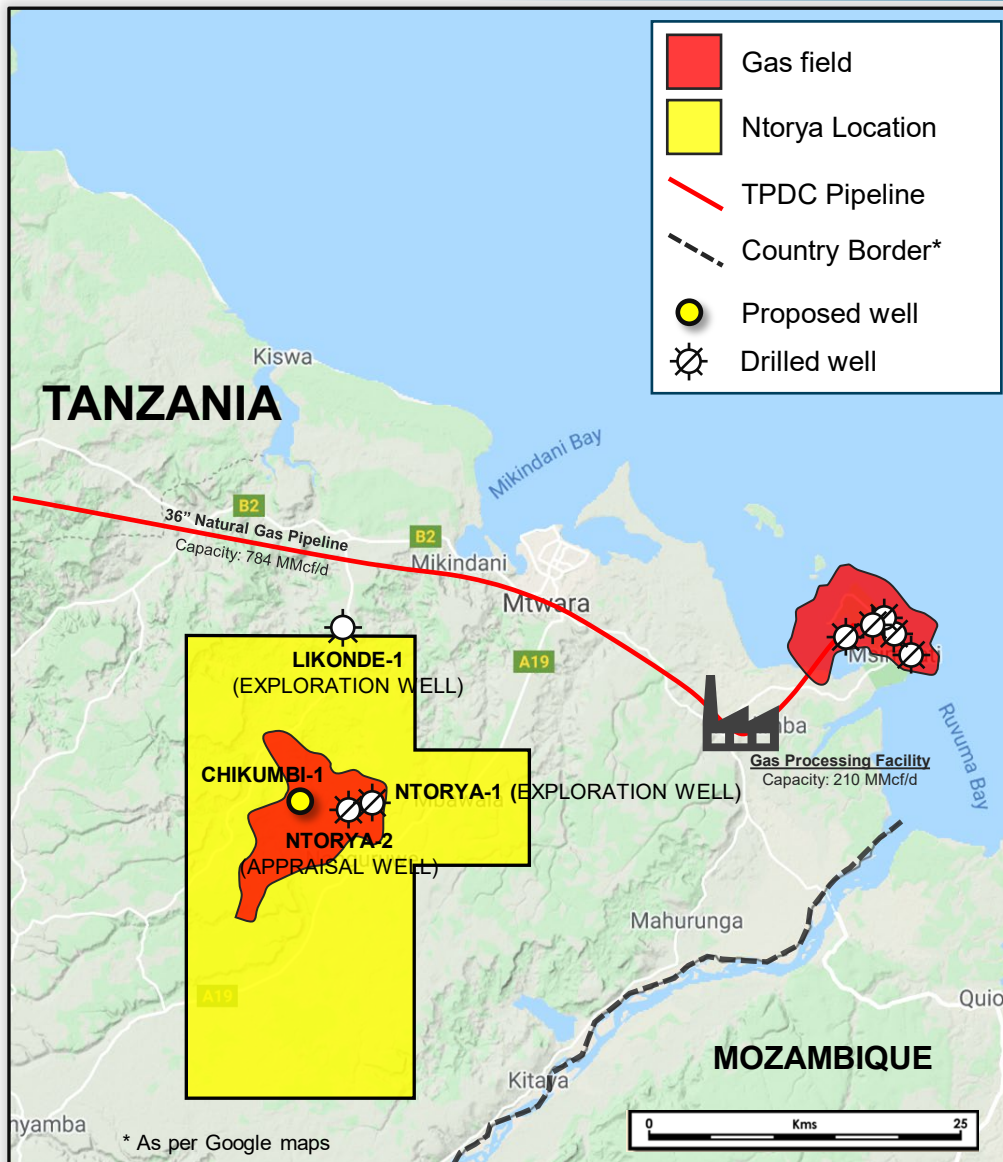 Gas field
Ntorya Location
TPDC Pipeline
Country Border*
Proposed well
Drilled well
Kiswa
TANZANIA
Mikindani Bay
B2
36” Natural Gas Pipeline
Capacity: 784 MMcf/d
B2
Mikindani
Mtwara
LIKONDE-1
(EXPLORATION WELL)
A19
Ruvuma Bay
Gas Processing Facility
Capacity: 210 MMcf/d
CHIKUMBI-1
NTORYA-1 (EXPLORATION WELL)
NTORYA-2
(APPRAISAL WELL)
Mahurunga
A19
Quio
MOZAMBIQUE
Kitaya
nyamba
* As per Google maps
0 Kms 25